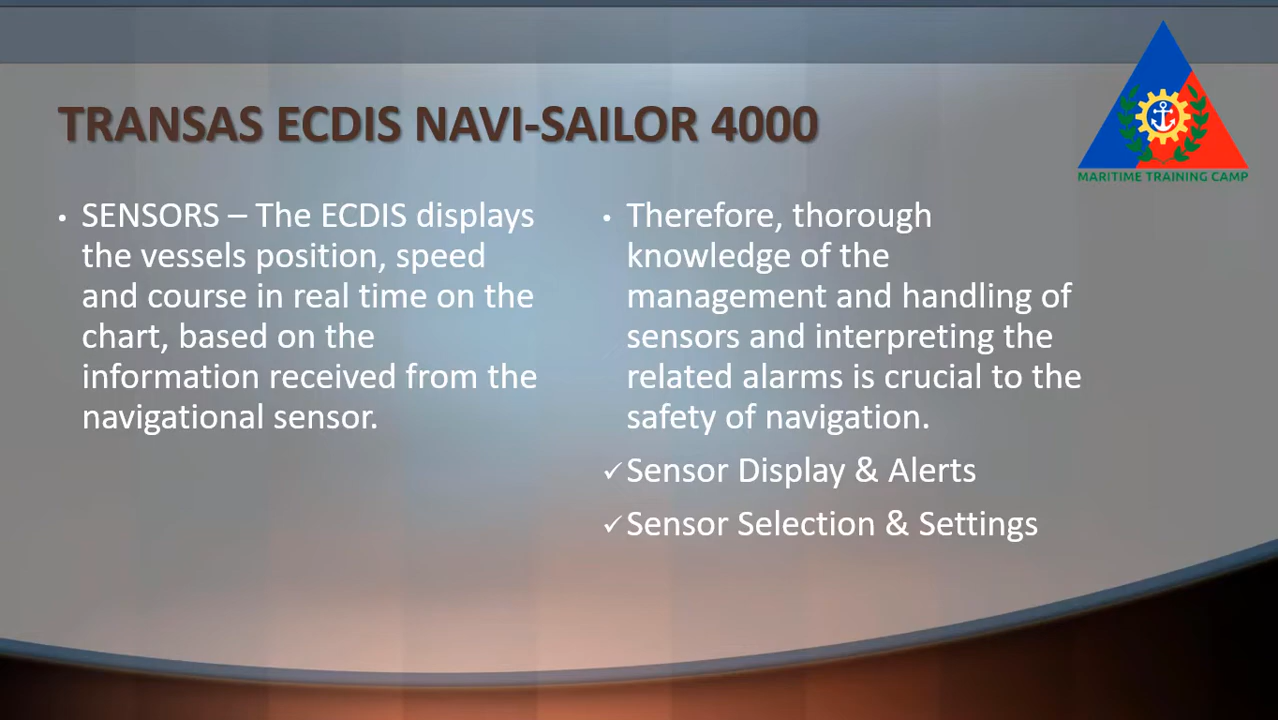 TRANSAS ECDIS NAVI-SAILOR 4000
MARITIME TRAINING CAMP
• SENSORS – The ECDIS displays
the vessels position, speed
and course in real time on the
chart, based on the
information received from the
navigational sensor.
• Therefore, thorough
knowledge of the
management and handling of
sensors and interpreting the
related alarms is crucial to the
safety of navigation.
✓Sensor Display & Alerts
✓Sensor Selection & Settings